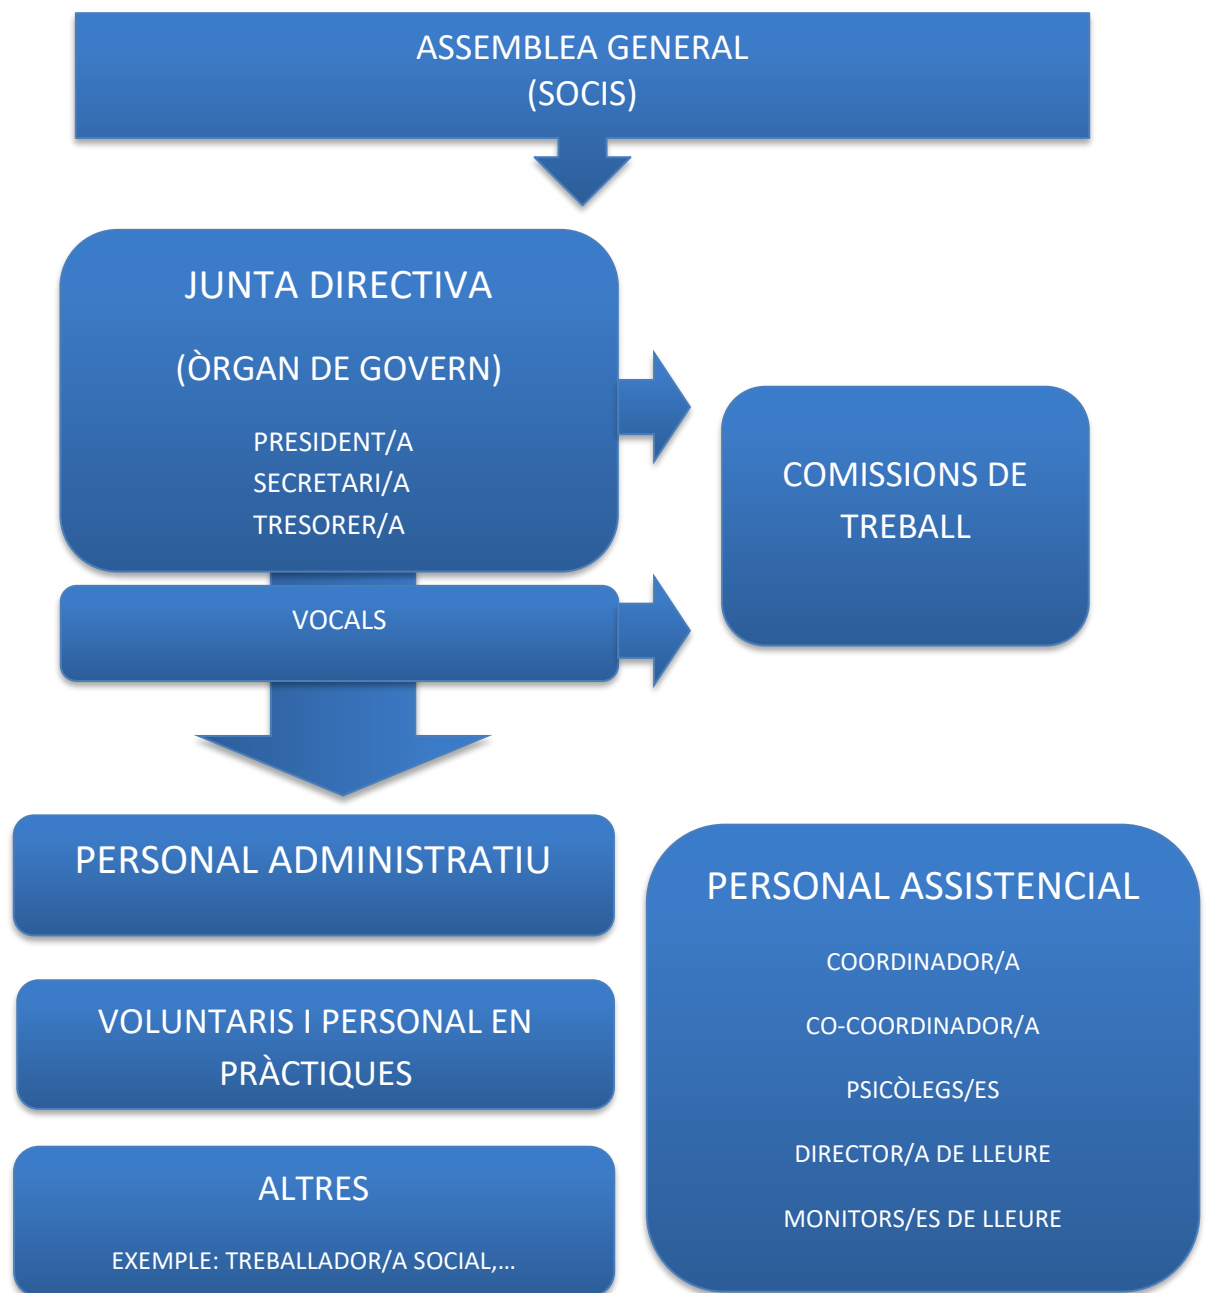 ASSEMBLEA GENERAL
(SOCIS)
JUNTA DIRECTIVA
(ÒRGAN DE GOVERN)
PRESIDENT/A
SECRETARI/A
TRESORER/A
COMISSIONS DE
TREBALL
VOCALS
PERSONAL ADMINISTRATIU
VOLUNTARIS I PERSONAL EN
PRÀCTIQUES
ALTRES
EXEMPLE: TREBALLADOR/A SOCIAL,...
PERSONAL ASSISTENCIAL
COORDINADOR/A
CO-COORDINADOR/A
PSICÒLEGS/ES
DIRECTOR/A DE LLEURE
MONITORS/ES DE LLEURE